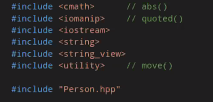 #include <cmath> // abs()
#include <iomanip> // quoted()
#include <iostream>
#include <string>
#include <string_view>
#include <utility> // move()
#include "Person.hpp"